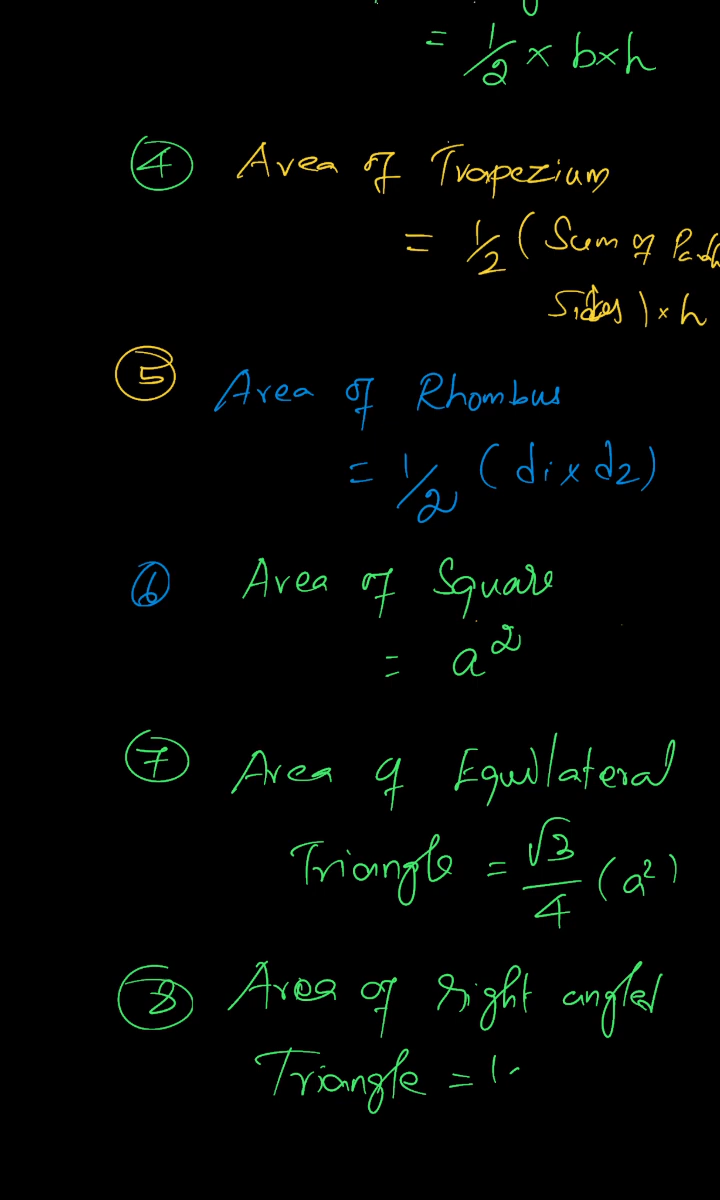 = 1/2 × b×h
④ Area of Trapezium
= 1/2 ( Sum of
Sides ) × h
⑤ Area of Rhombus
= 1/2 ( d1 × d2 )
⑥ Area of Square
= a²
⑦ Area of Equilateral
Triangle = √3/4 ( a² )
⑧ Area of right angled
Triangle = 1